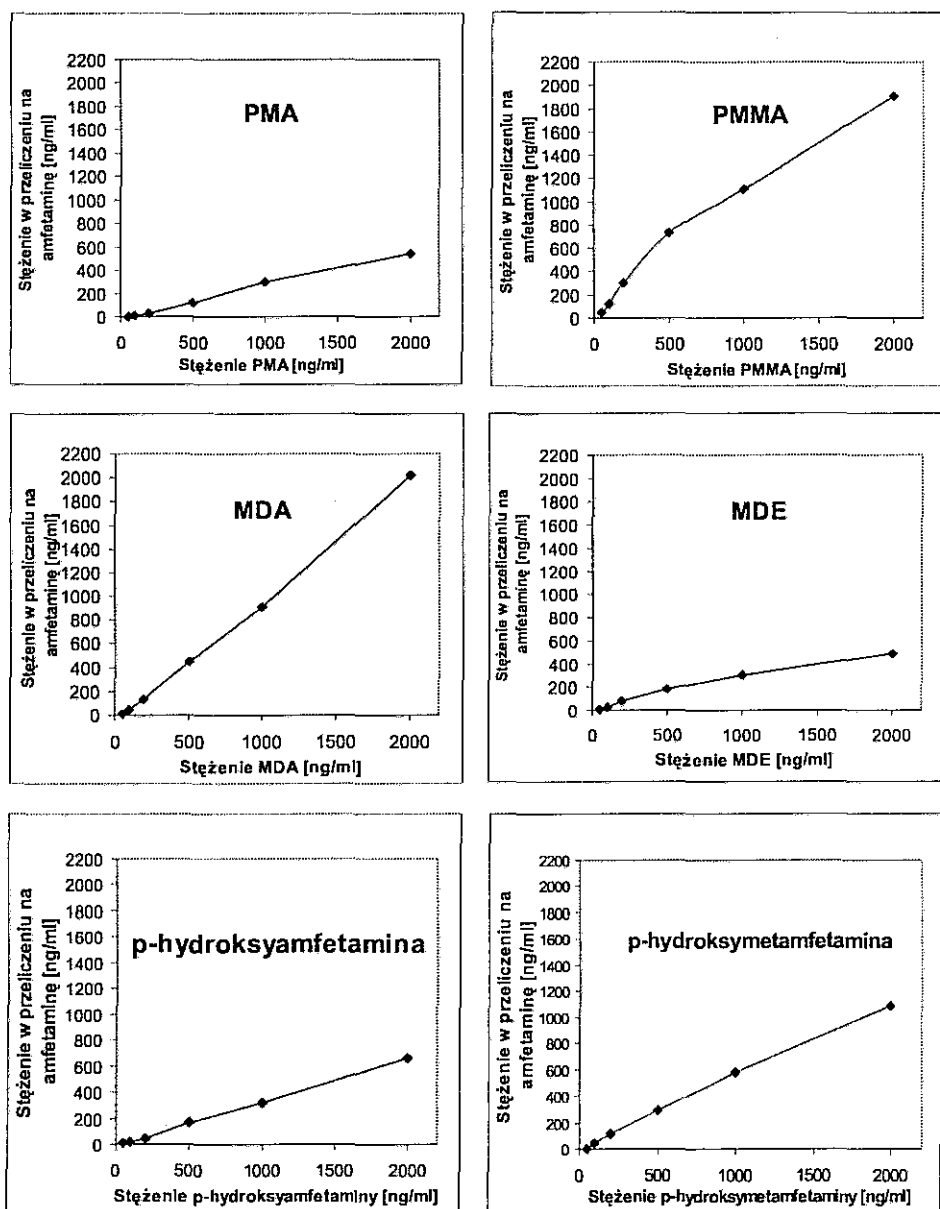 Stężenie w przeliczeniu na
amfetaminę [ng/ml]
2200
2000
1800
1600
1400
1200
1000
800
600
400
200
0
PMA
0 500 1000 1500 2000
Stężenie PMA [ng/ml]
Stężenie w przeliczeniu na
amfetaminę [ng/ml]
2200
2000
1800
1600
1400
1200
1000
800
600
400
200
0
PMMA
0 500 1000 1500 2000
Stężenie PMMA [ng/ml]
Stężenie w przeliczeniu na
amfetaminę [ng/ml]
2200
2000
1800
1600
1400
1200
1000
800
600
400
200
0
MDA
0 500 1000 1500 2000
Stężenie MDA [ng/ml]
Stężenie w przeliczeniu na
amfetaminę [ng/ml]
2200
2000
1800
1600
1400
1200
1000
800
600
400
200
0
MDE
0 500 1000 1500 2000
Stężenie MDE [ng/ml]
Stężenie w przeliczeniu na
amfetaminę [ng/ml]
2200
2000
1800
1600
1400
1200
1000
800
600
400
200
0
p-hydroksyamfetamina
0 500 1000 1500 2000
Stężenie p-hydroksyamfetaminy [ng/ml]
Stężenie w przeliczeniu na
amfetaminę [ng/ml]
2200
2000
1800
1600
1400
1200
1000
800
600
400
200
0
p-hydroksymetamfetamina
0 500 1000 1500 2000
Stężenie p-hydroksymetamfetaminy [ng/ml]